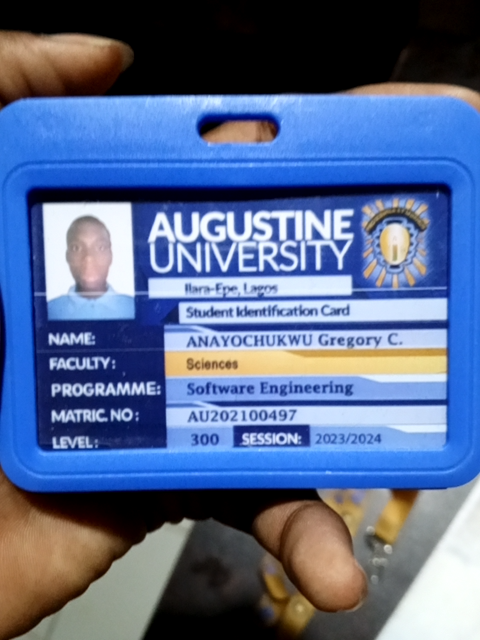 AUGUSTINE
UNIVERSITY
Ilara-Epe, Lagos
Student Identification Card
NAME: ANAYOCHUKWU Gregory C.
FACULTY: Sciences
PROGRAMME: Software Engineering
MATRIC. NO: AU202100497
LEVEL: 300 SESSION: 2023/2024